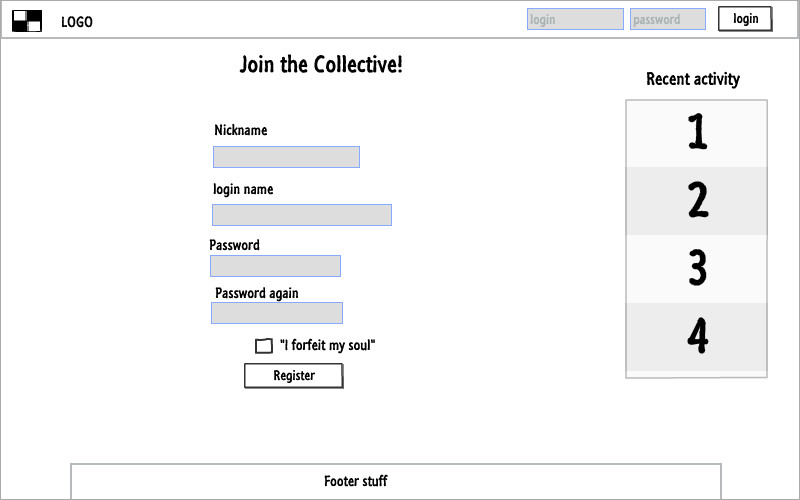 LOGO
login
password
login
Join the Collective!
Recent activity
Nickname
login name
Password
Password again
"I forfeit my soul"
Register
1
2
3
4
Footer stuff